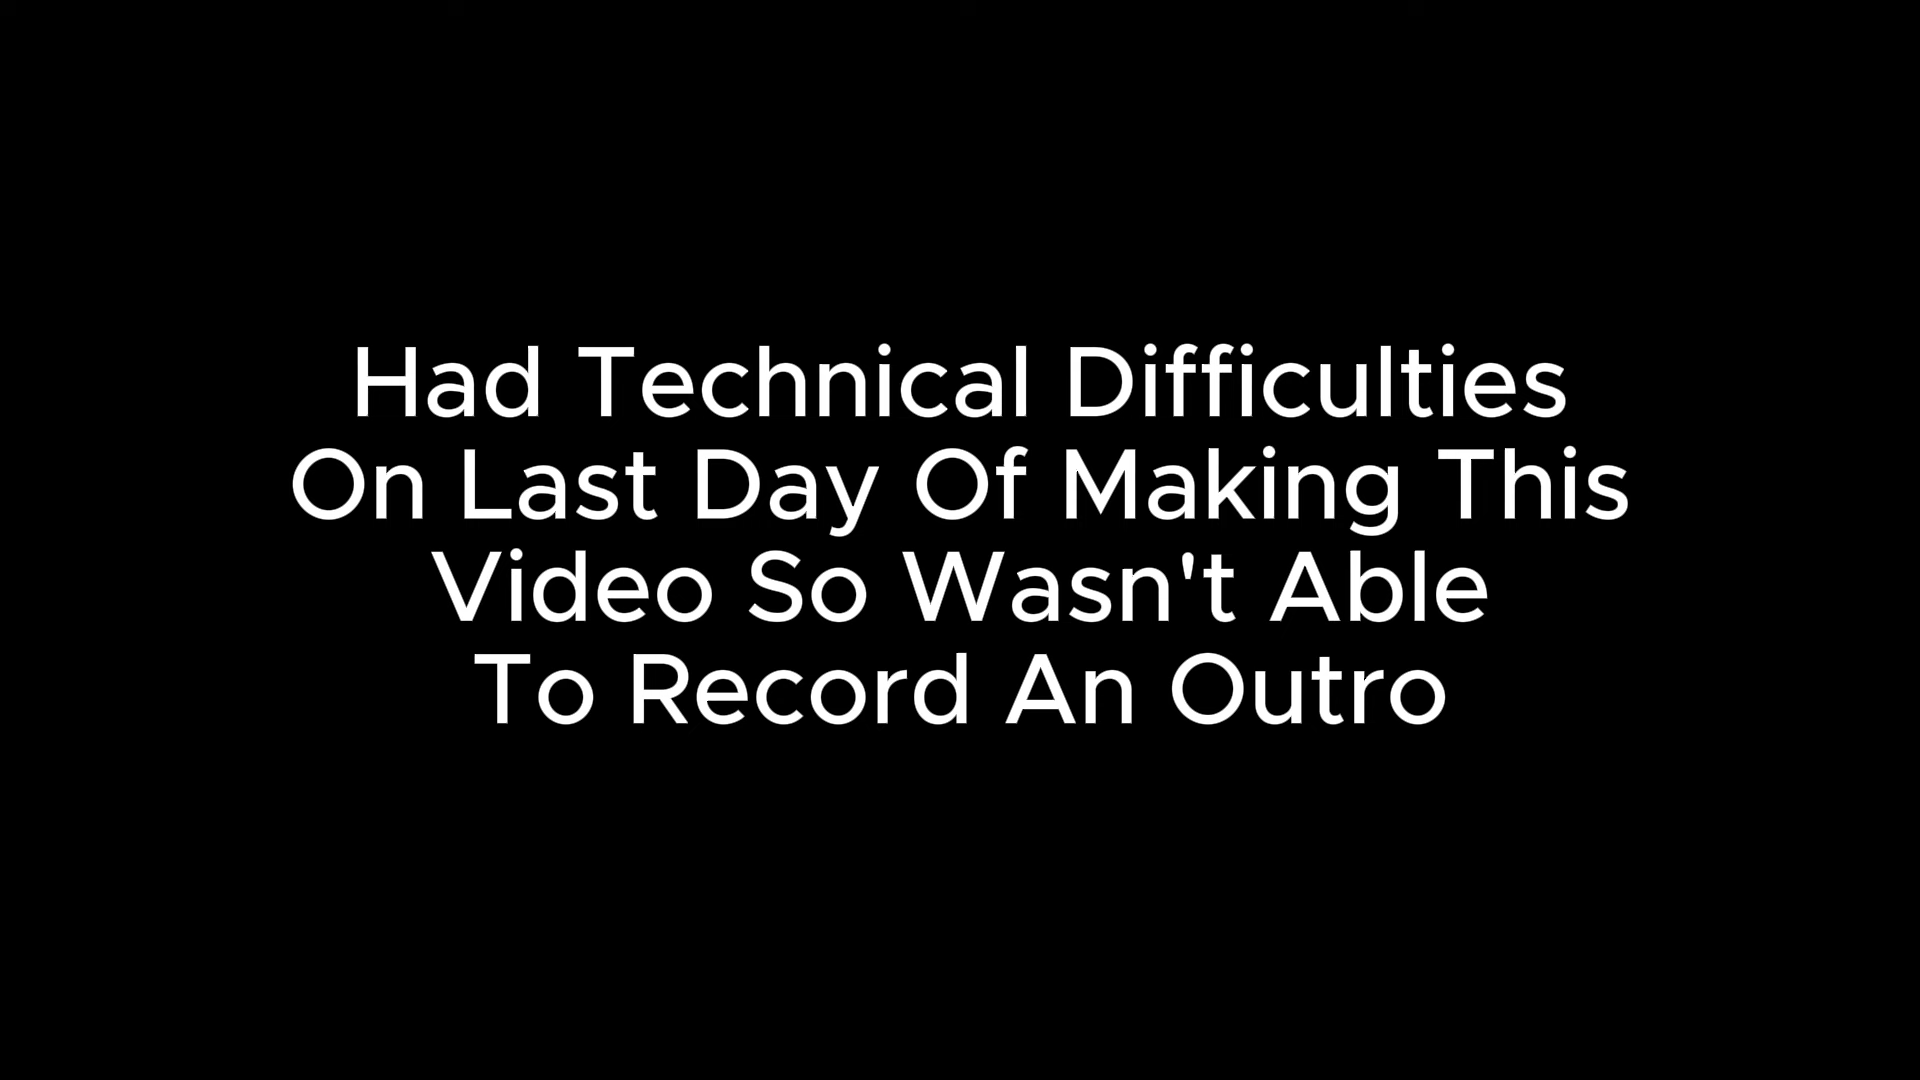 Had Technical Difficulties
On Last Day Of Making This
Video So Wasn't Able
To Record An Outro